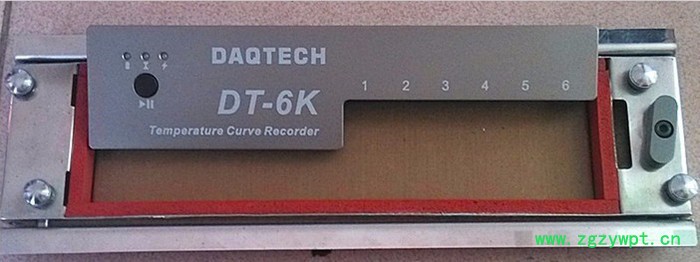 DAQTECH
1 2 3 4 5 6
DT-6K
Temperature Curve Recorder
www.zgzywpt.cn